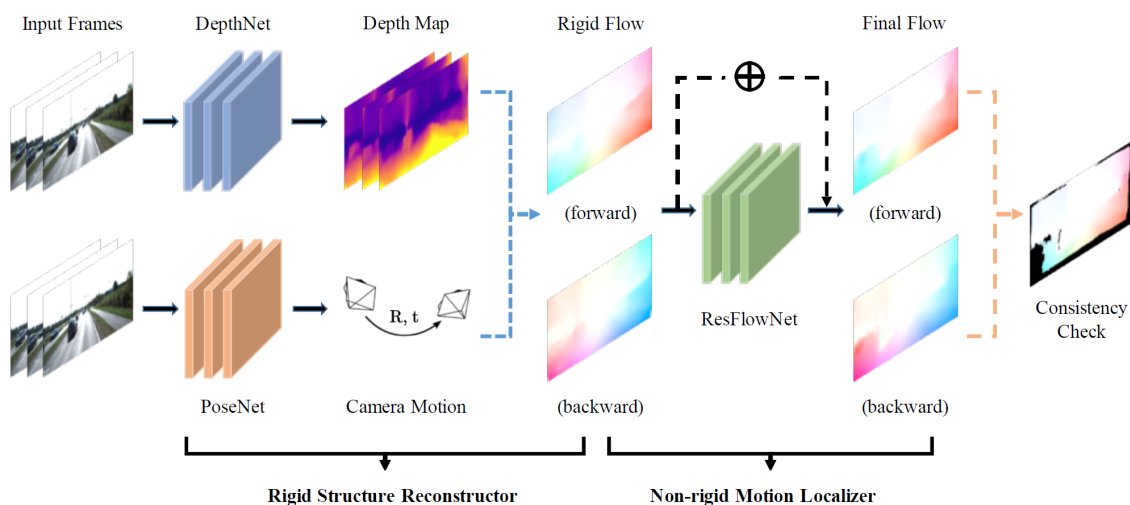 Input Frames
DepthNet
Depth Map
Rigid Flow
Final Flow
(forward)
(forward)
R, t
ResFlowNet
Consistency
Check
PoseNet
Camera Motion
(backward)
(backward)
Rigid Structure Reconstructor
Non-rigid Motion Localizer